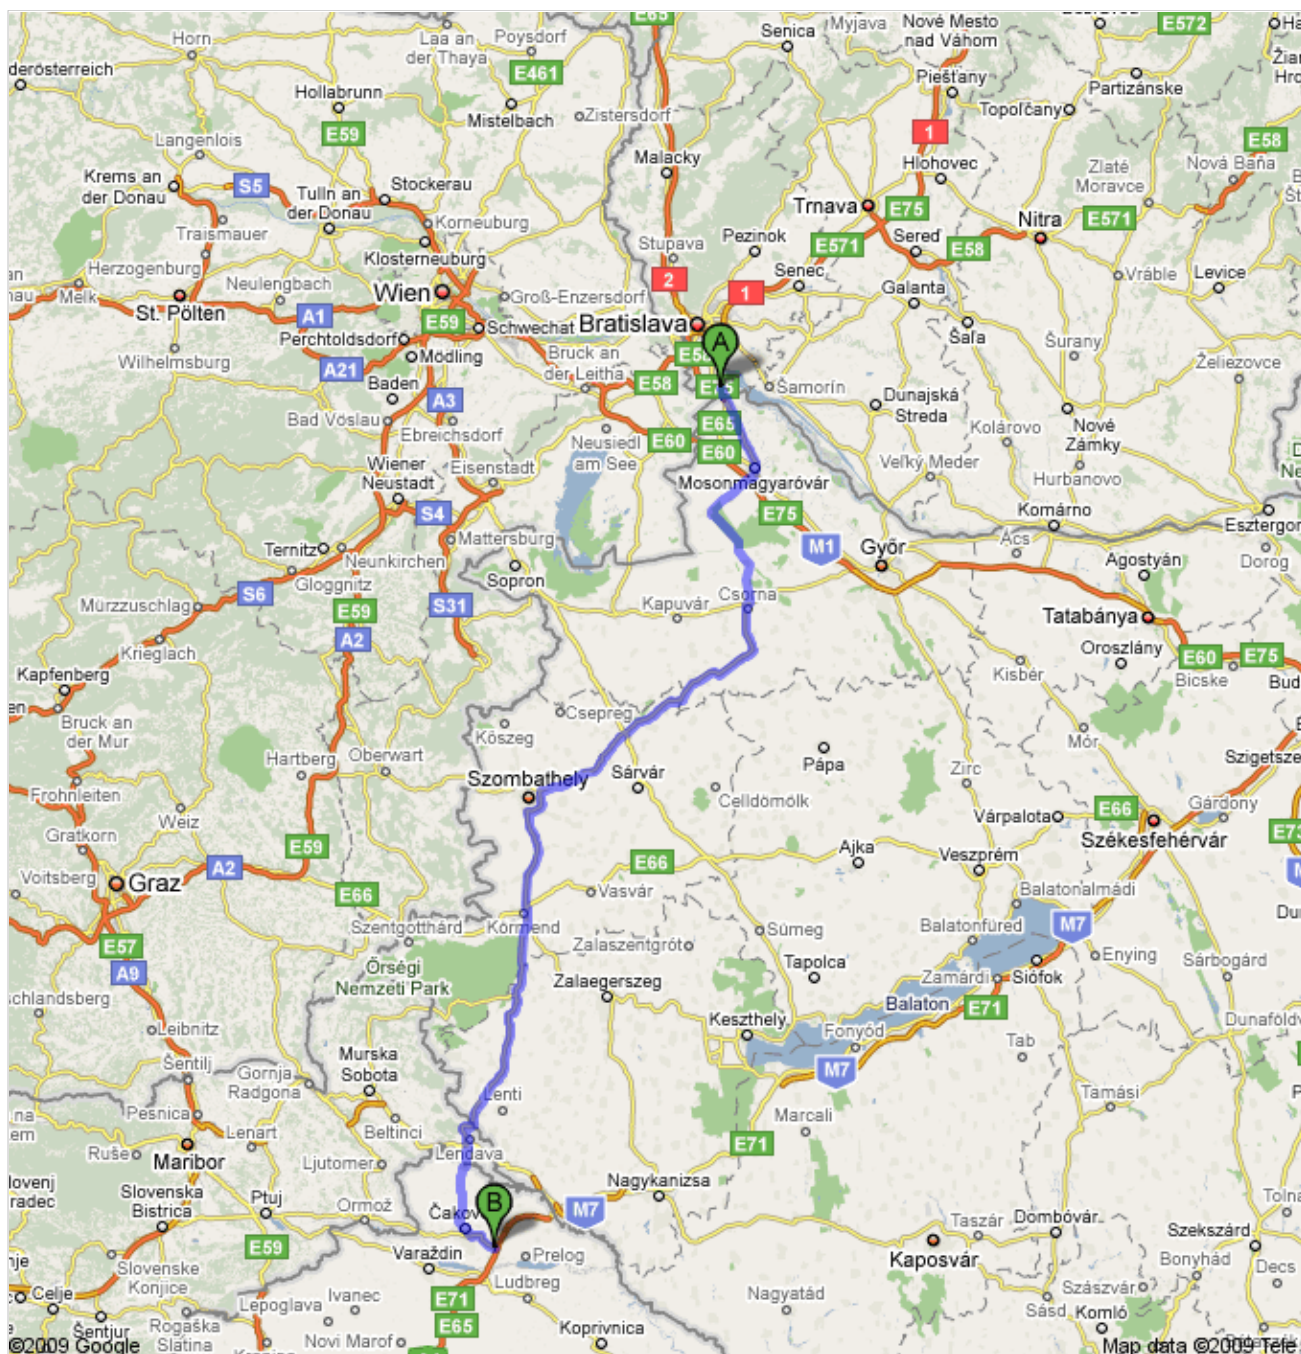 Horn
Laa an
der Thaya
Poysdorf
E65
Senica
Myjava
Nové Mesto
nad Váhom
E572
derösterreich
Hollabrunn
E461
Mistelbach
Zistersdorf
Piešťany
Topoľčany
Partizánske
E59
Langenlois
Malacky
1
Hlohovec
E58
Krems an
der Donau
S5
Tulln an
der Donau
Stockerau
Korneuburg
Trnava
E75
Zlaté
Moravce
Nová Baňa
Traismauer
Klosterneuburg
Stupava
Pezinok
E571
Sereď
E58
Nitra
E571
Herzogenburg
Neulengbach
Wien
Groß-Enzersdorf
2
1
Senec
Galanta
Vráble
Levice
Melk
St. Pölten
A1
E59
Schwechat
Bratislava
Šaľa
Perchtoldsdorf
Wilhelmsburg
A21
Mödling
Bruck an
der Leitha
E58
E58
A
E75
Šamorín
Šurany
Želiezovce
Baden
A3
Dunajská
Streda
Bad Vöslau
Ebreichsdorf
Neusiedl
am See
E60
E65
E60
Kolárovo
Nové
Zámky
Wiener
Neustadt
Eisenstadt
Mosonmagyaróvár
Veľký Meder
Hurbanovo
S4
E75
Komárno
Esztergom
Ternitz
Neunkirchen
Mattersburg
M1
Győr
Ács
Dorog
Gloggnitz
Sopron
Agostyán
S6
Mürzzuschlag
E59
S31
Kapuvár
Csorna
Tatabánya
A2
Krieglach
Oroszlány
E60
E75
Kapfenberg
Kisbér
Bicske
Bud
Bruck an
der Mur
Csepreg
Kőszeg
Mór
Hartberg
Oberwart
Pápa
Szigetsze
Frohnleiten
Szombathely
Sárvár
Zirc
Celldömölk
Weiz
Várpalota
E66
Gárdony
Gratkorn
E59
Székesfehérvár
E73
A2
E66
Ajka
Veszprém
Voitsberg
Graz
E66
Vasvár
Balatonalmádi
Szentgotthárd
Körmend
Balatonfüred
M7
E57
Zalaszentgrót
Sümeg
Enying
A9
Őrségi
Nemzeti Park
Zalaegerszeg
Tapolca
Zamárdi
Siófok
Sárbogárd
schlandsberg
Balaton
E71
Leibnitz
Keszthely
Fonyód
Dunaföldv
Šentilj
Murska
Sobota
Tab
Gornja
Radgona
M7
Pesnica
Lenti
Tamási
Lenart
Beltinci
Marcali
Ruše
Maribor
Lendava
E71
Ljutomer
Slovenska
Bistrica
Ptuj
Ormož
B
Nagykanizsa
Čakov
M7
Taszár
Dombóvár
Szekszárd
E59
Varaždin
Prelog
Kaposvár
Bonyhád
Slovenske
Konjice
Ludbreg
Decs
Celje
Lepoglava
Ivanec
E71
E65
Nagyatád
Szászvár
Sásd
Komló
Šentjur
Rogaška
Slatina
Novi Marof
Koprivnica
©2009 Google
Map data ©2009 Tele